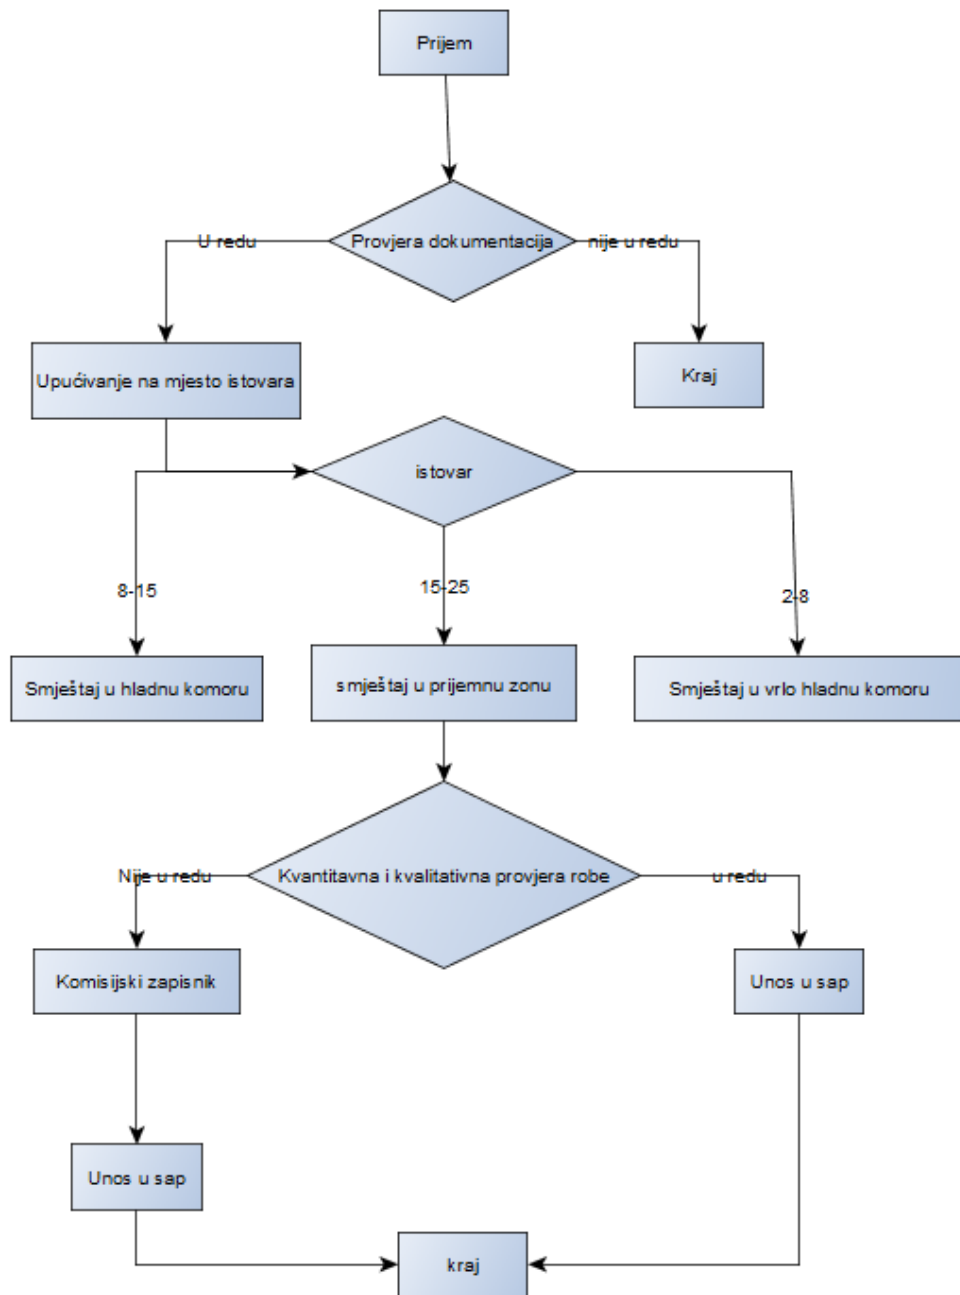 Prijem
Provjera dokumentacija
U redu
nije u redu
Upućivanje na mjesto istovara
Kraj
istovar
8-15
15-25
2-8
Smještaj u hladnu komoru
smještaj u prijemnu zonu
Smještaj u vrlo hladnu komoru
Nije u redu
Kvantitavna i kvalitativna provjera robe
u redu
Komisijski zapisnik
Unos u sap
Unos u sap
kraj